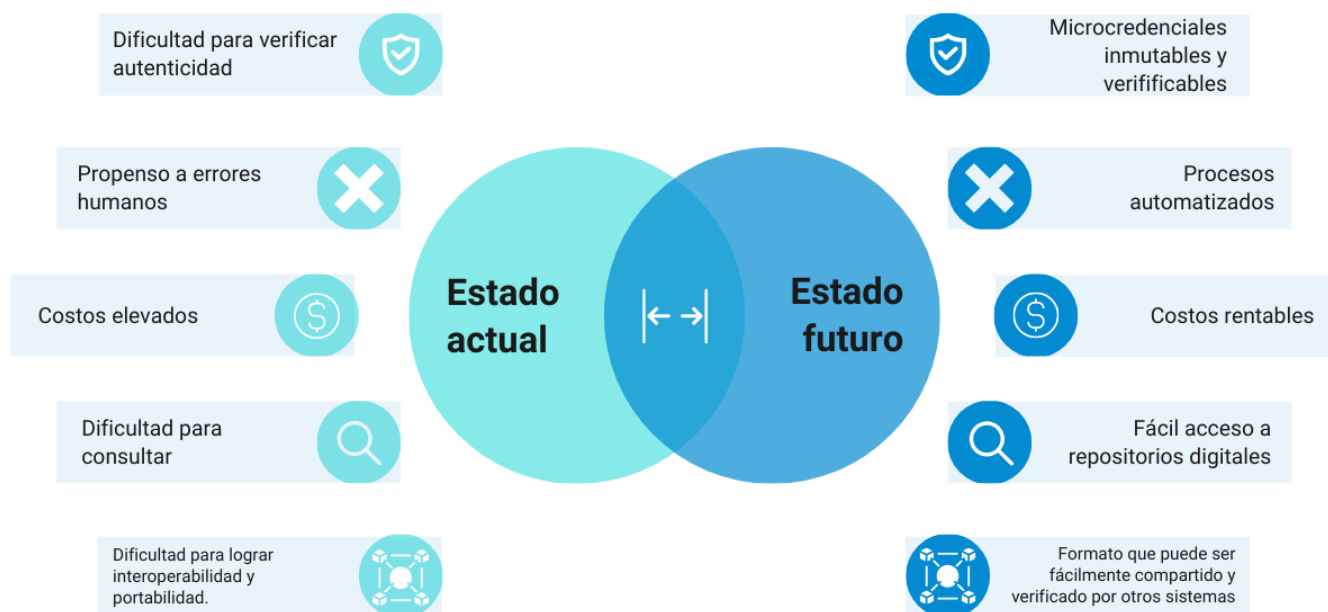 Dificultad para verificar
autenticidad
Propenso a errores
humanos
Costos elevados
Dificultad para
consultar
Dificultad para lograr
interoperabilidad y
portabilidad.
Estado
actual
Estado
futuro
Microcredenciales
inmutables y
verifificables
Procesos
automatizados
Costos rentables
Fácil acceso a
repositorios digitales
Formato que puede ser
fácilmente compartido y
verificado por otros sistemas